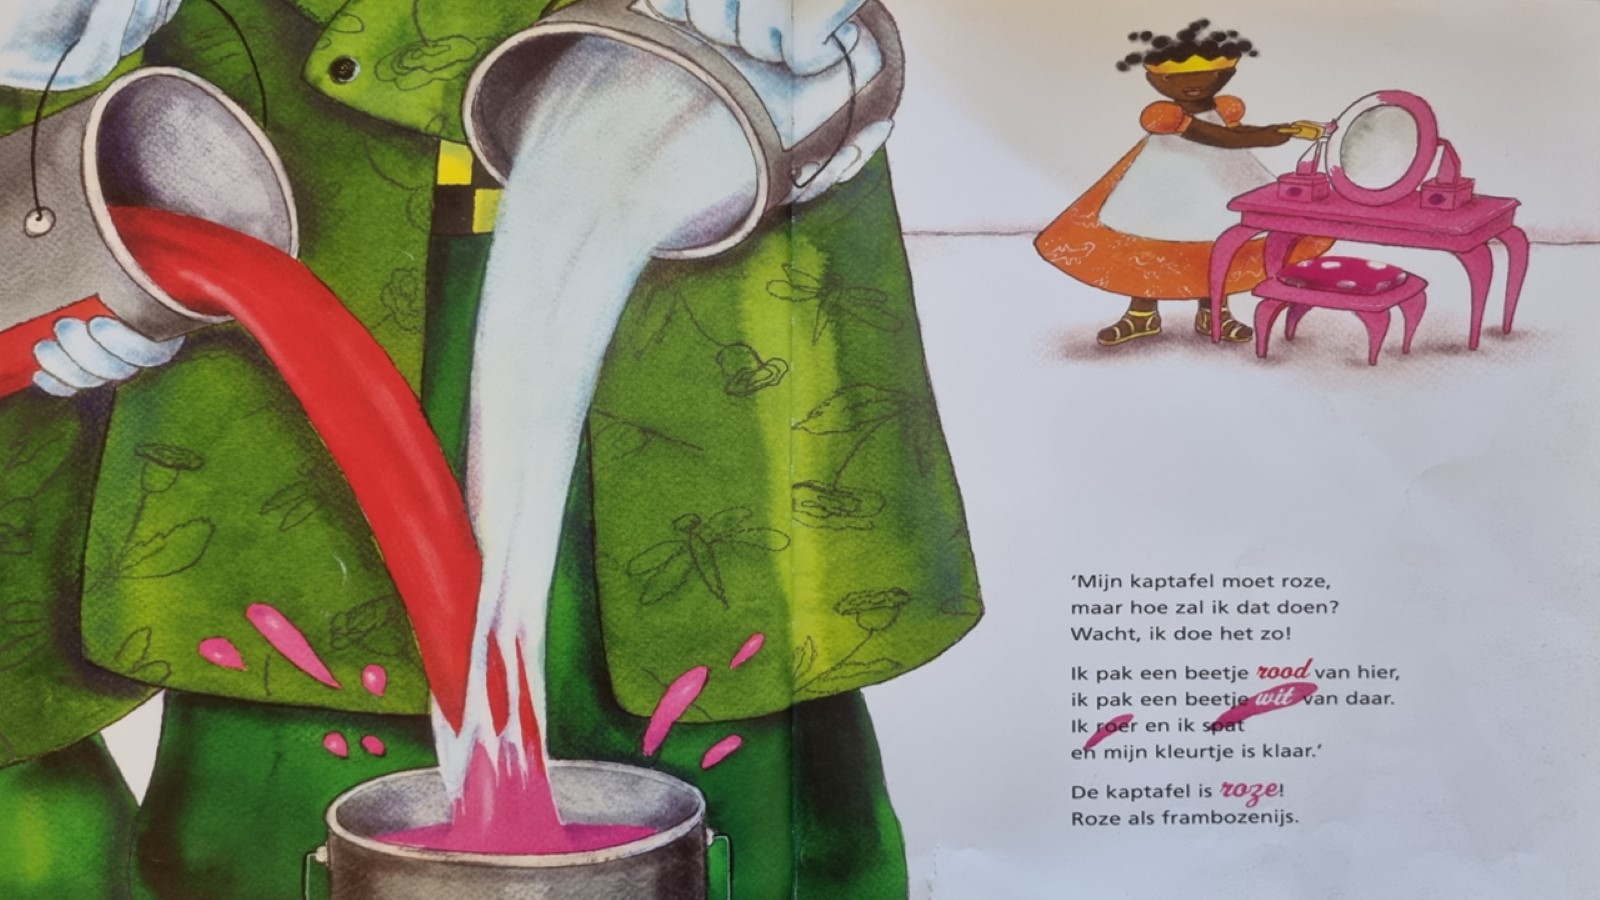 ‘Mijn kaptafel moet roze,
maar hoe zal ik dat doen?
Wacht, ik doe het zo!
Ik pak een beetje rood van hier,
ik pak een beetje wit van daar.
Ik roer en ik spat
en mijn kleurtje is klaar.’
De kaptafel is roze!
Roze als frambozenijs.